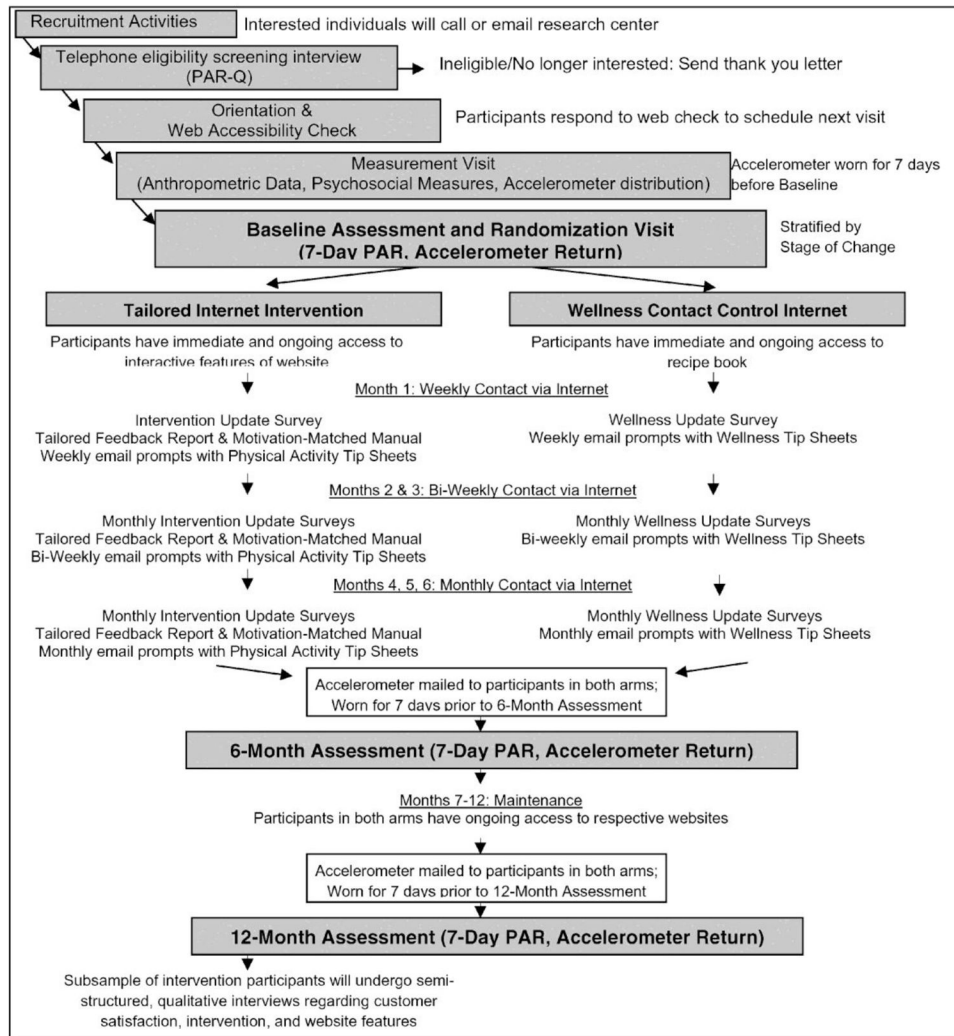 Recruitment Activities
Interested individuals will call or email research center
Telephone eligibility screening interview
(PAR-Q)
Ineligible/No longer interested: Send thank you letter
Orientation &
Web Accessibility Check
Participants respond to web check to schedule next visit
Measurement Visit
(Anthropometric Data, Psychosocial Measures, Accelerometer distribution)
Accelerometer worn for 7 days
before Baseline
Baseline Assessment and Randomization Visit
(7-Day PAR, Accelerometer Return)
Stratified by
Stage of Change
Tailored Internet Intervention
Wellness Contact Control Internet
Participants have immediate and ongoing access to
interactive features of website
Participants have immediate and ongoing access to
recipe book
Month 1: Weekly Contact via Internet
Intervention Update Survey
Tailored Feedback Report & Motivation-Matched Manual
Weekly email prompts with Physical Activity Tip Sheets
Wellness Update Survey
Weekly email prompts with Wellness Tip Sheets
Months 2 & 3: Bi-Weekly Contact via Internet
Monthly Intervention Update Surveys
Tailored Feedback Report & Motivation-Matched Manual
Bi-Weekly email prompts with Physical Activity Tip Sheets
Monthly Wellness Update Surveys
Bi-weekly email prompts with Wellness Tip Sheets
Months 4, 5, 6: Monthly Contact via Internet
Monthly Intervention Update Surveys
Tailored Feedback Report & Motivation-Matched Manual
Monthly email prompts with Physical Activity Tip Sheets
Monthly Wellness Update Surveys
Monthly email prompts with Wellness Tip Sheets
Accelerometer mailed to participants in both arms;
Worn for 7 days prior to 6-Month Assessment
6-Month Assessment (7-Day PAR, Accelerometer Return)
Months 7-12: Maintenance
Participants in both arms have ongoing access to respective websites
Accelerometer mailed to participants in both arms;
Worn for 7 days prior to 12-Month Assessment
12-Month Assessment (7-Day PAR, Accelerometer Return)
Subsample of intervention participants will undergo semi-
structured, qualitative interviews regarding customer
satisfaction, intervention, and website features